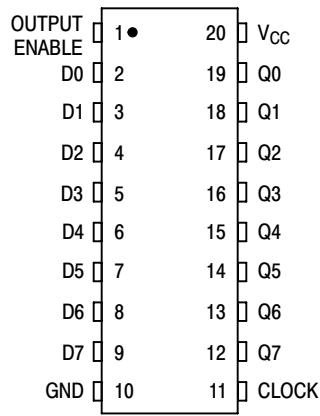 OUTPUT
ENABLE 1 20 V_CC
D0 2 19 Q0
D1 3 18 Q1
D2 4 17 Q2
D3 5 16 Q3
D4 6 15 Q4
D5 7 14 Q5
D6 8 13 Q6
D7 9 12 Q7
GND 10 11 CLOCK